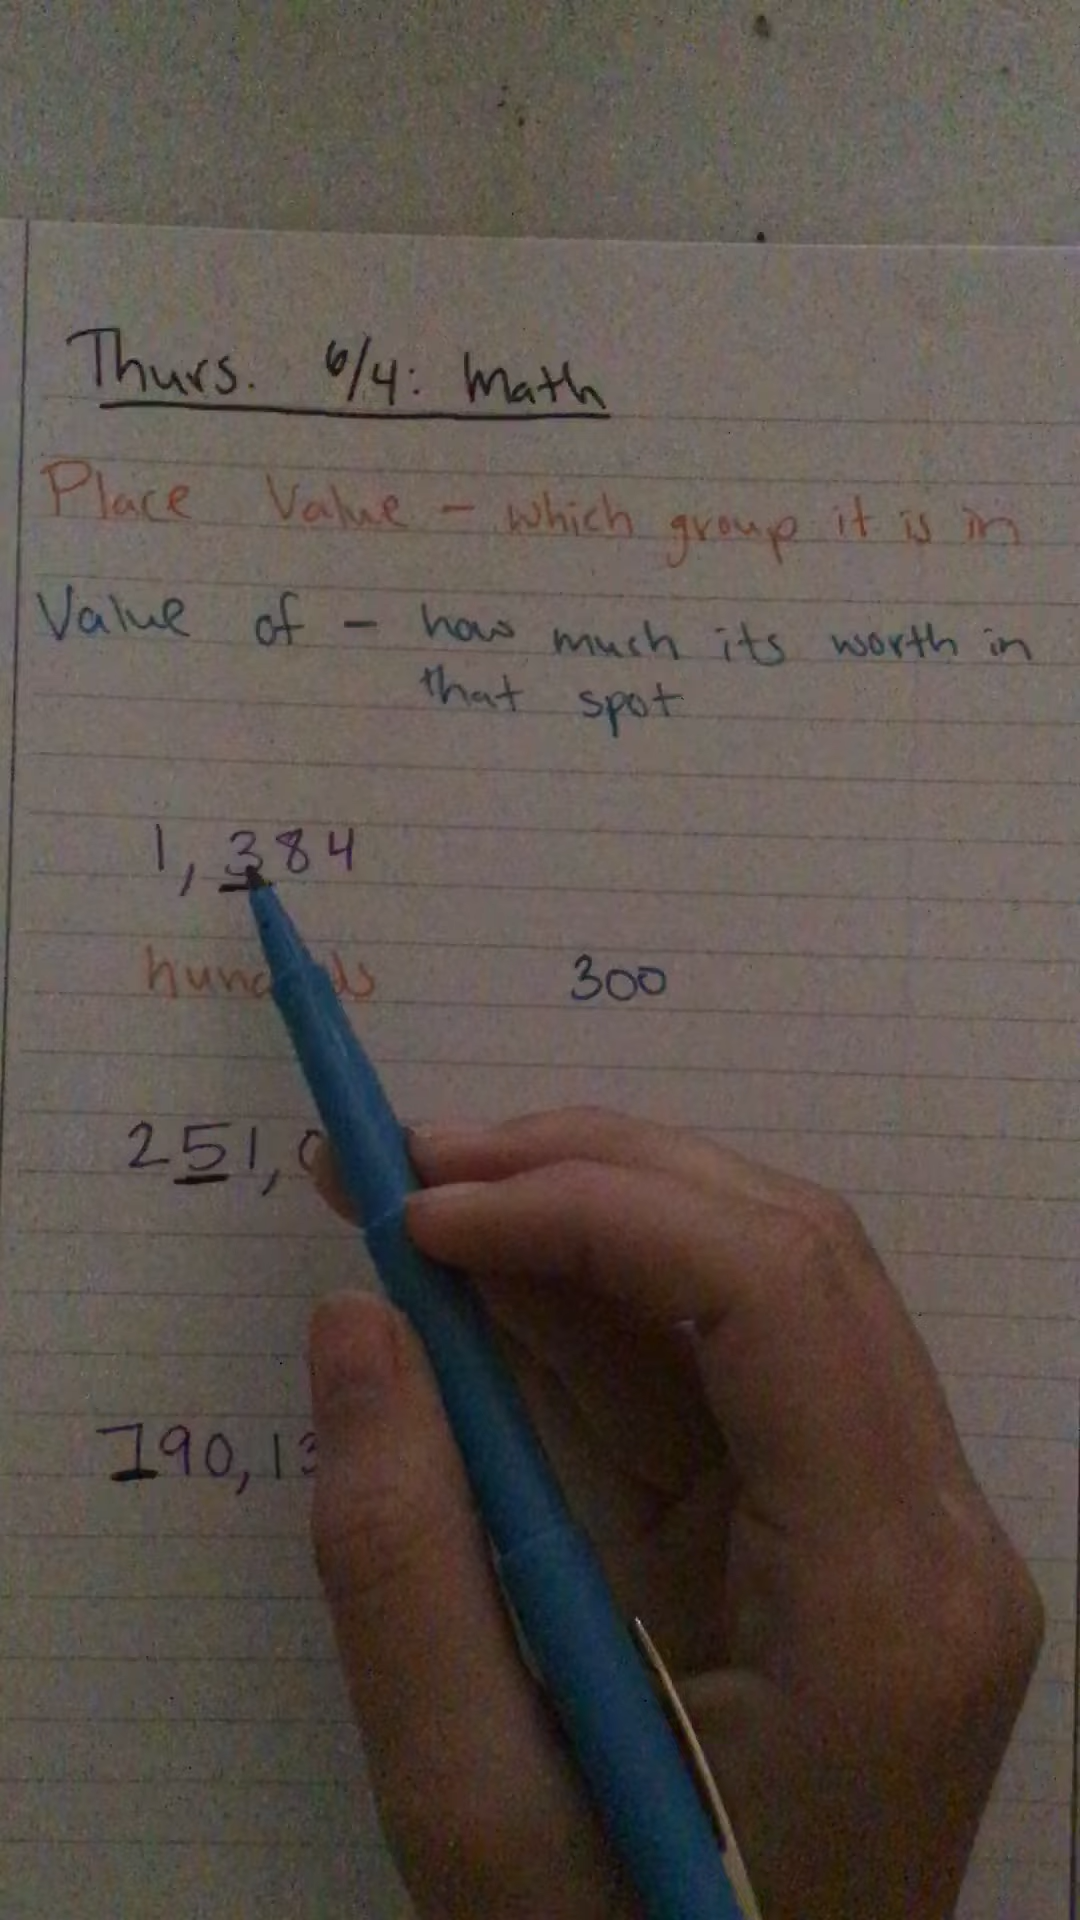 Thurs. 6/4: Math
Place Value - which group it is in
Value of - how much its worth in
that spot
1,384
300
251,